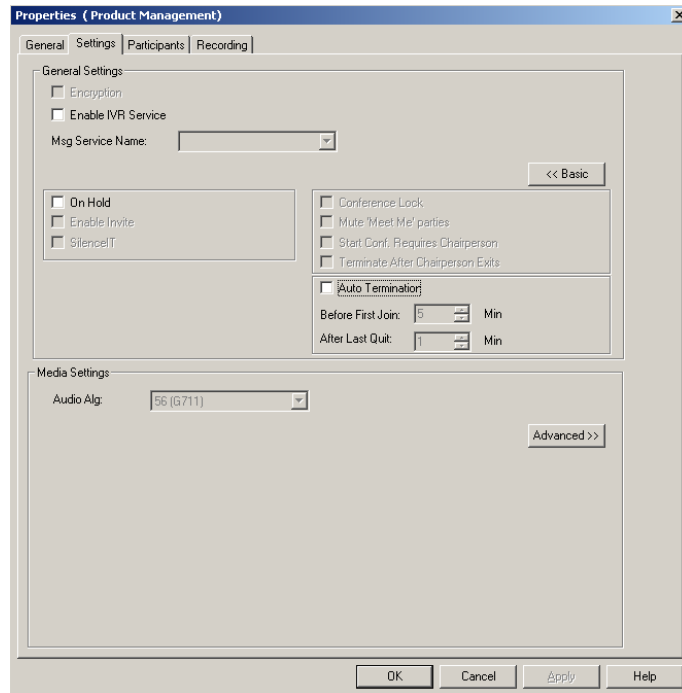 Properties ( Product Management)
General Settings Participants Recording
General Settings
Encryption
Enable IVR Service
Msg Service Name:
<< Basic
On Hold
Enable Invite
SilenceIT
Conference Lock
Mute 'Meet Me' parties
Start Conf. Requires Chairperson
Terminate After Chairperson Exits
Auto Termination
Before First Join: 5 Min
After Last Quit: 1 Min
Media Settings
Audio Alg: 56 (G711)
Advanced >>
OK Cancel Apply Help